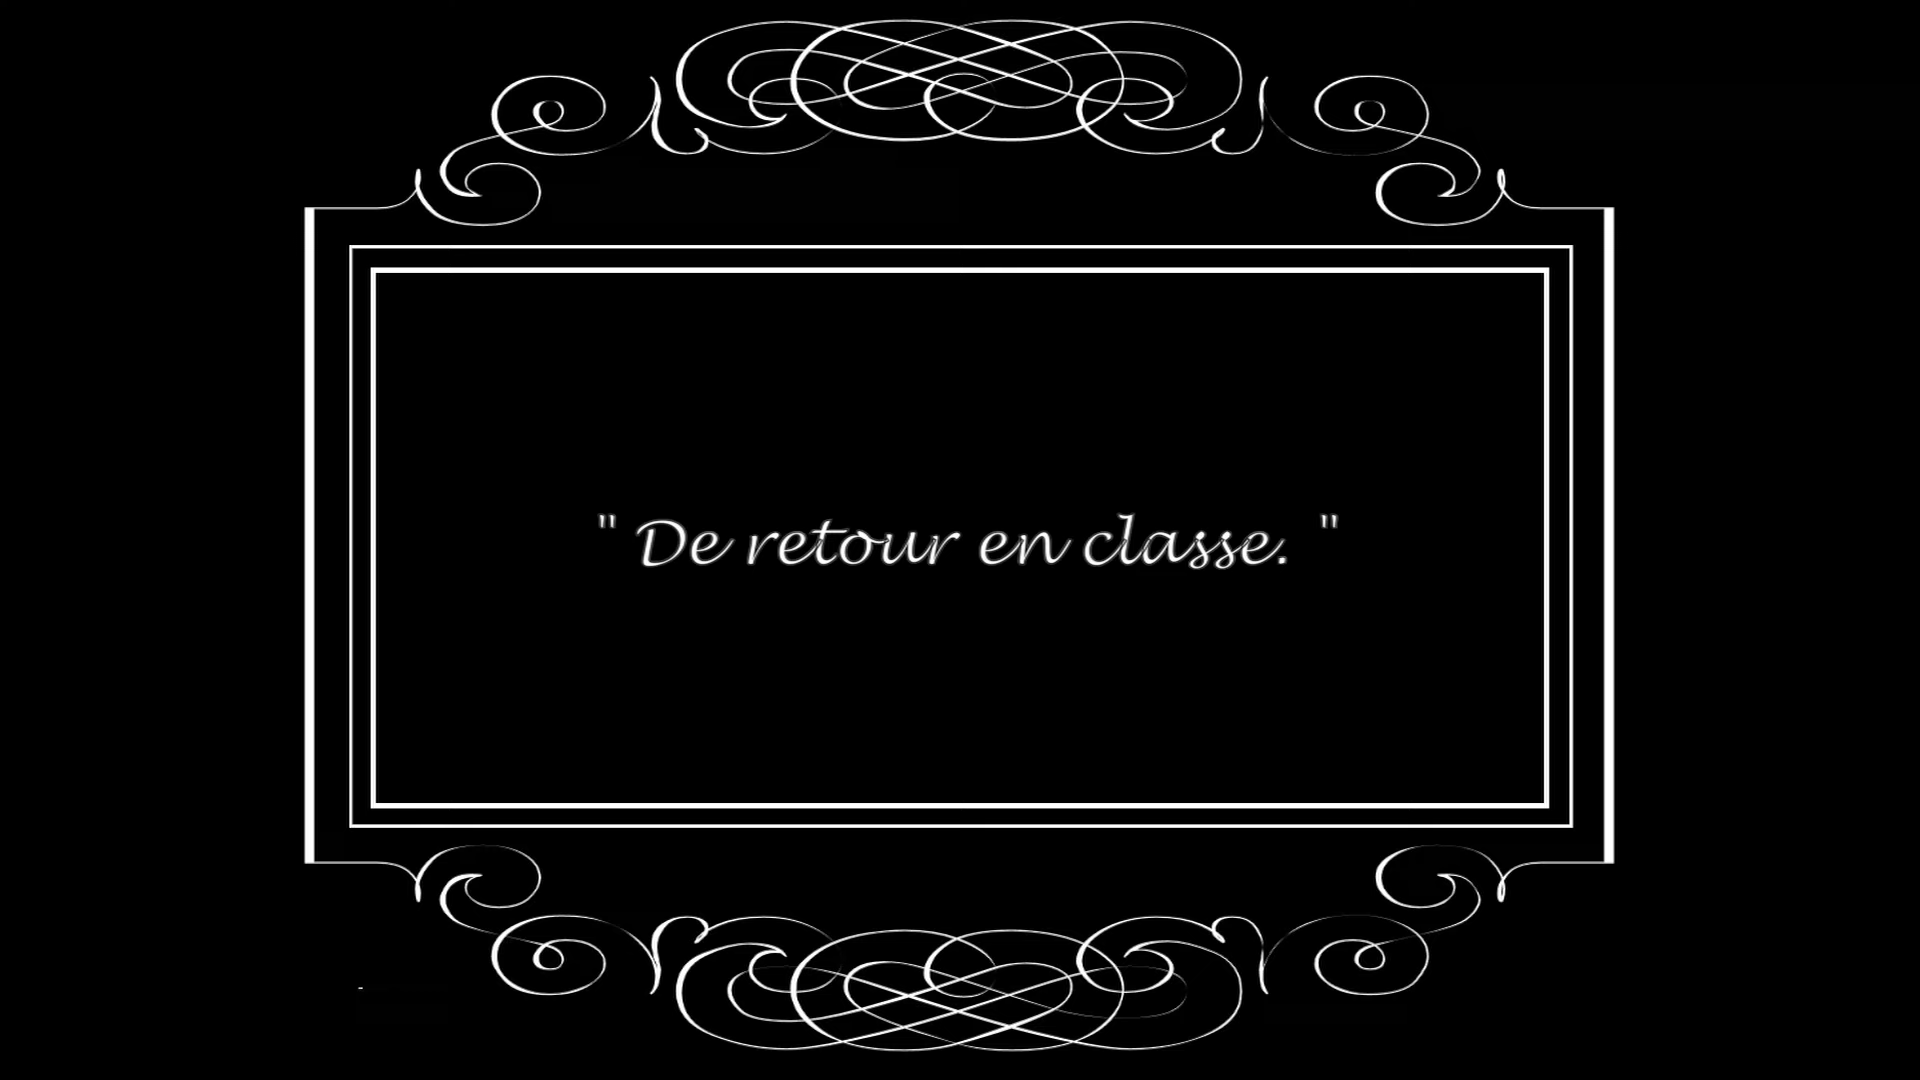 " De retour en classe. "